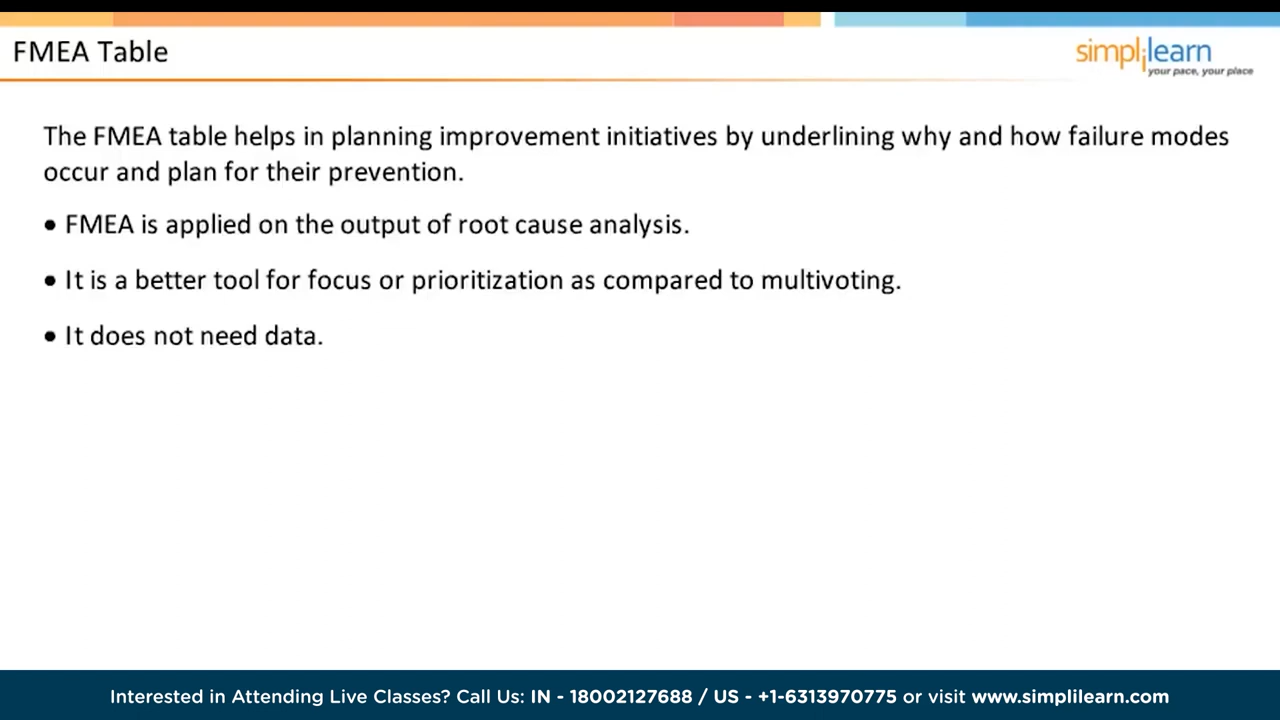 FMEA Table
simplilearn
your pace, your place
The FMEA table helps in planning improvement initiatives by underlining why and how failure modes
occur and plan for their prevention.
• FMEA is applied on the output of root cause analysis.
• It is a better tool for focus or prioritization as compared to multivoting.
• It does not need data.
Interested in Attending Live Classes? Call Us: IN - 18002127688 / US - +1-6313970775 or visit www.simplilearn.com